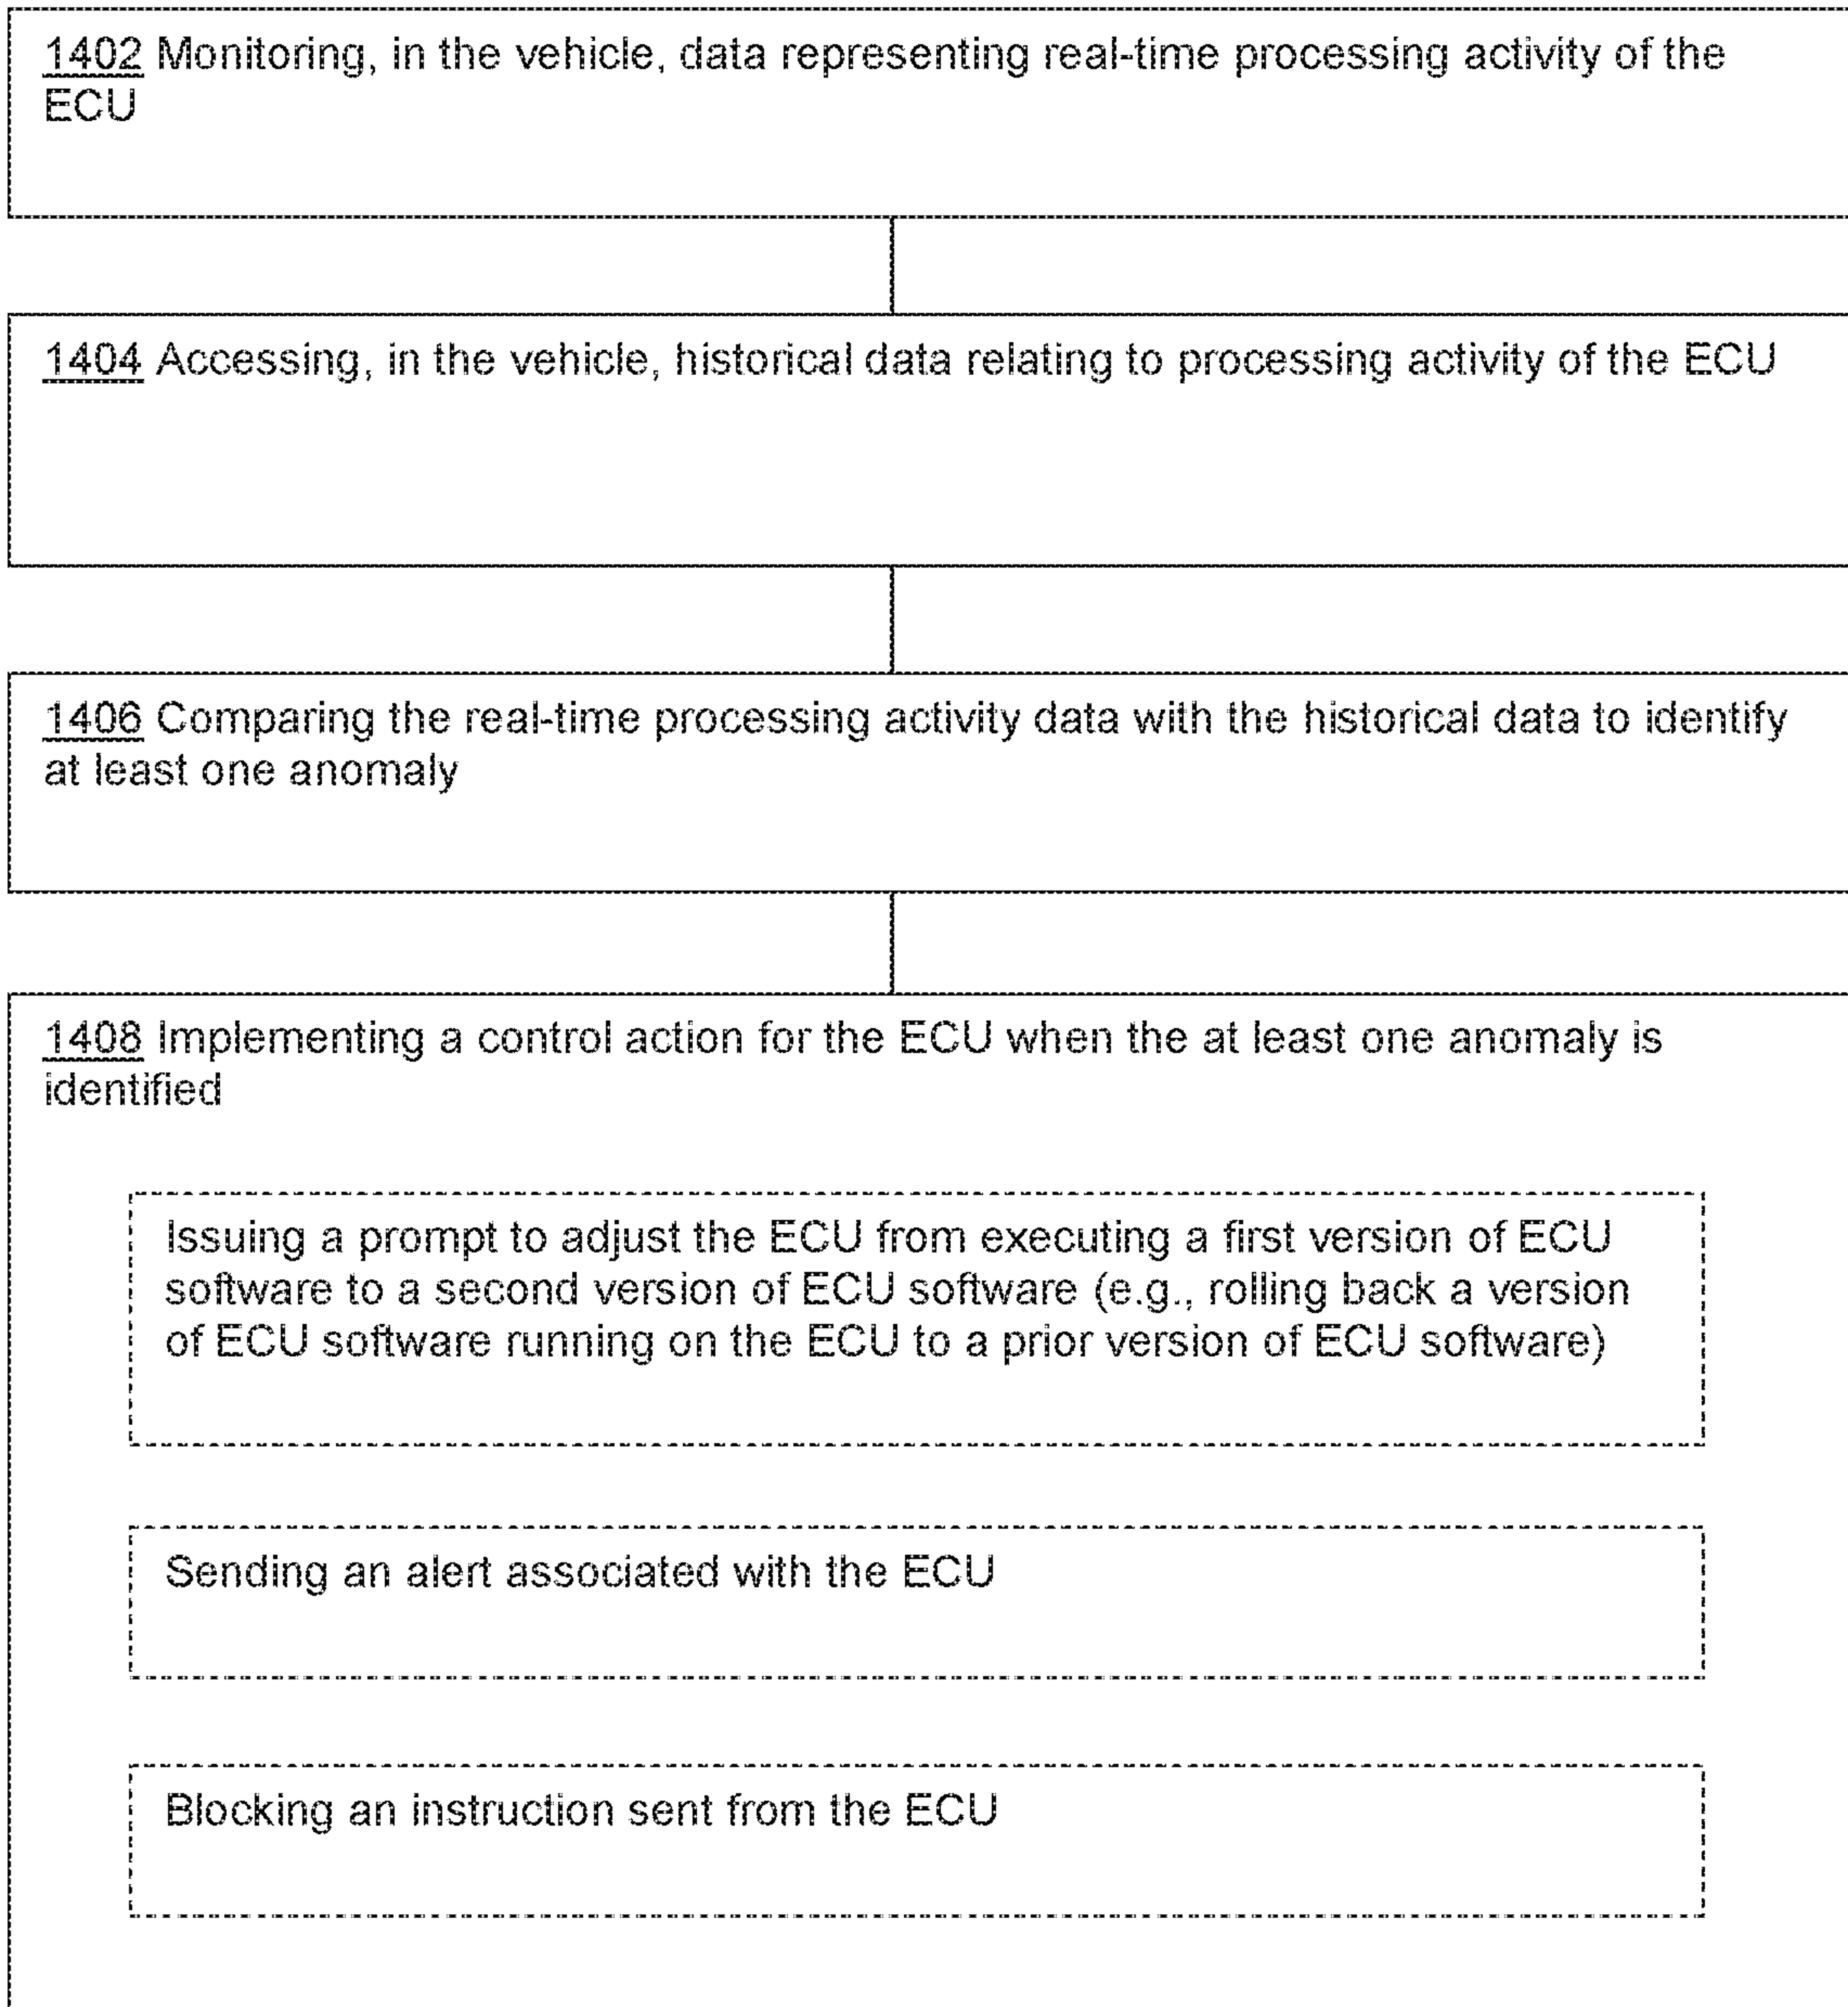 1402 Monitoring, in the vehicle, data representing real-time processing activity of the
ECU
1404 Accessing, in the vehicle, historical data relating to processing activity of the ECU
1406 Comparing the real-time processing activity data with the historical data to identify
at least one anomaly
1408 Implementing a control action for the ECU when the at least one anomaly is
identified
Issuing a prompt to adjust the ECU from executing a first version of ECU
software to a second version of ECU software (e.g., rolling back a version
of ECU software running on the ECU to a prior version of ECU software)
Sending an alert associated with the ECU
Blocking an instruction sent from the ECU